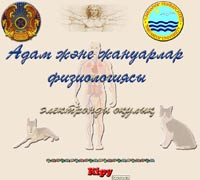 Адам және жануарлар
физиологиясы
электронды оқулық
Кіру